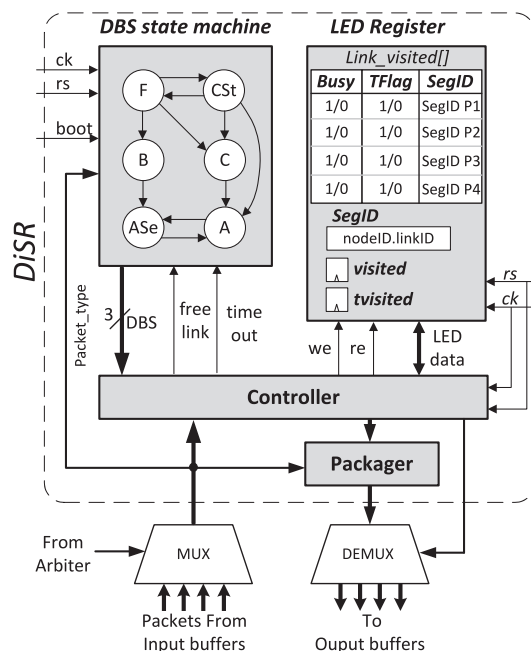 DBS state machine
LED Register
ck
rs
boot
F
CSt
B
C
ASe
A
Link_visited[]
Busy TFlag SegID
1/0 1/0 SegID P1
1/0 1/0 SegID P2
1/0 1/0 SegID P3
1/0 1/0 SegID P4
SegID
nodeID.linkID
visited
tvisited
rs
ck
DiSR
Packet_type
3
DBS
free
link
time
out
we
re
LED
data
Controller
Packager
From
Arbiter
MUX
DEMUX
Packets From
Input buffers
To
Ouput buffers